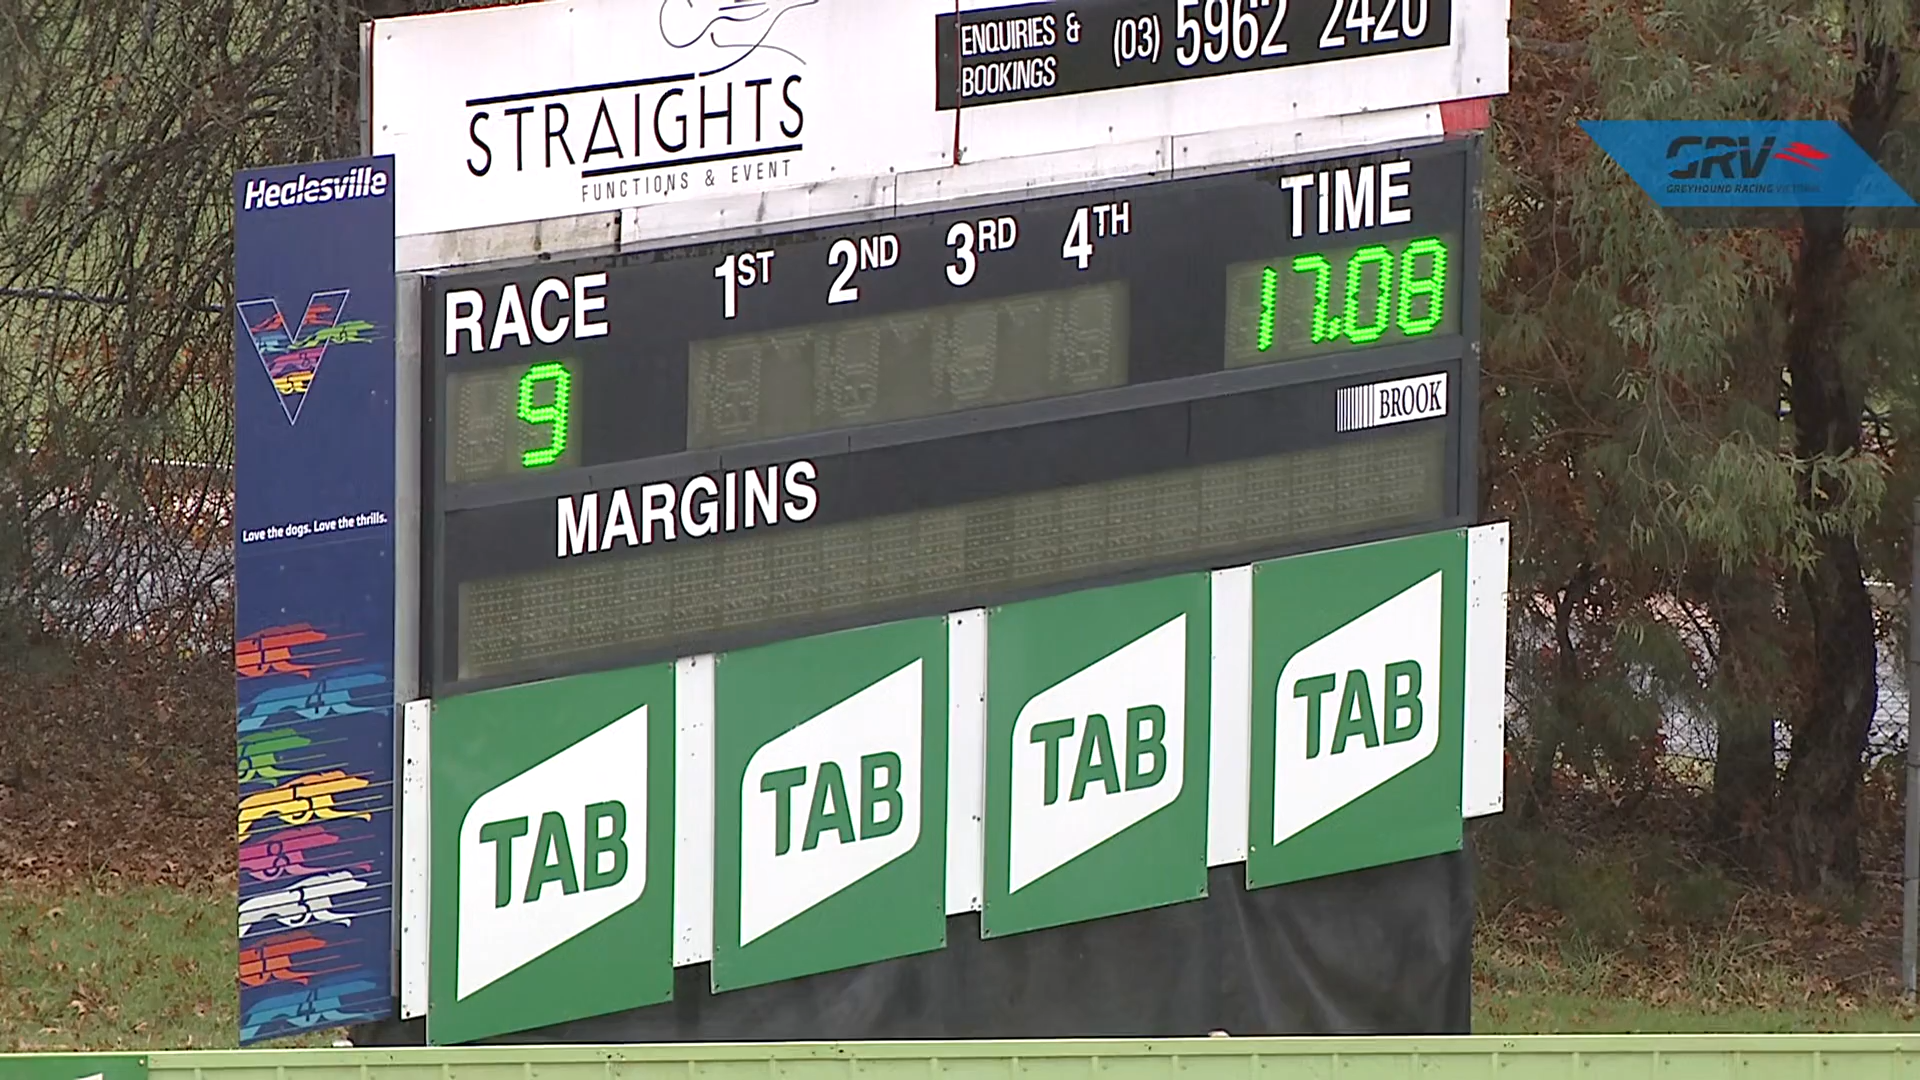 ENQUIRIES &
BOOKINGS
(03) 5962 2420
STRAIGHTS
FUNCTIONS & EVENT
GRV
GREYHOUND RACING VICTORIA
Healesville
Love the dogs. Love the thrills.
RACE
1ST
2ND
3RD
4TH
TIME
9
17.08
BROOK
MARGINS
TAB
TAB
TAB
TAB